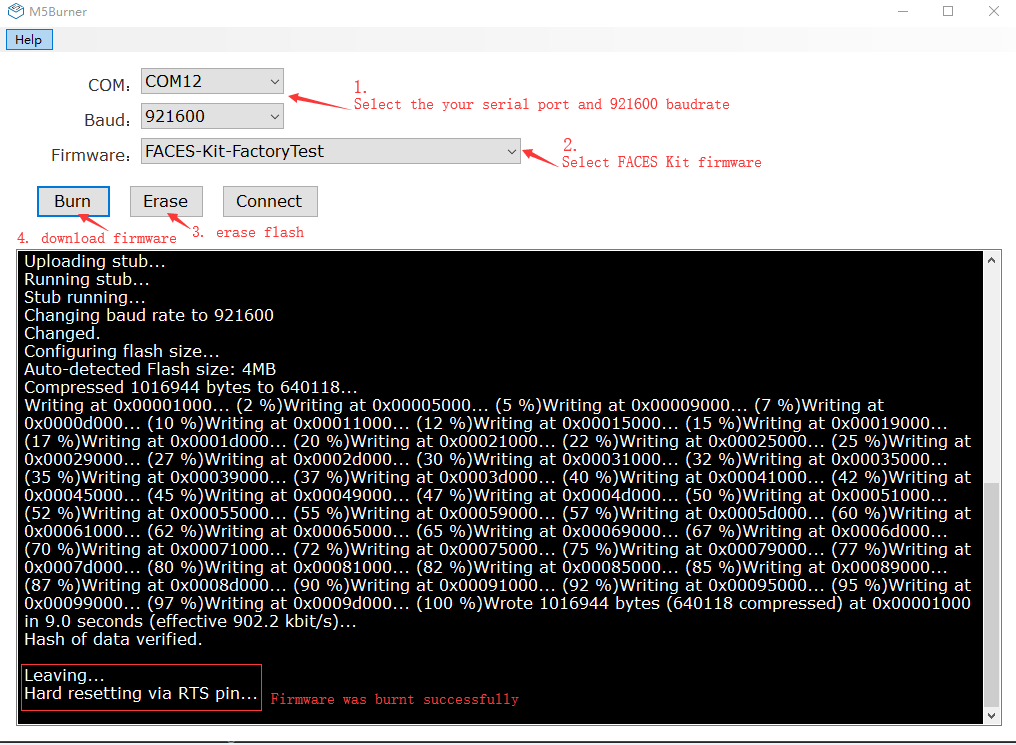 M5Burner
Help
COM:
COM12
1.
Select the your serial port and 921600 baudrate
Baud:
921600
Firmware:
FACES-Kit-FactoryTest
2.
Select FACES Kit firmware
Burn
Erase
Connect
4. download firmware
3. erase flash
Uploading stub...
Running stub...
Stub running...
Changing baud rate to 921600
Changed.
Configuring flash size...
Auto-detected Flash size: 4MB
Compressed 1016944 bytes to 640118...
Writing at 0x00001000... (2 %)Writing at 0x00005000... (5 %)Writing at 0x00009000... (7 %)Writing at
0x0000d000... (10 %)Writing at 0x00011000... (12 %)Writing at 0x00015000... (15 %)Writing at 0x00019000...
(17 %)Writing at 0x0001d000... (20 %)Writing at 0x00021000... (22 %)Writing at 0x00025000... (25 %)Writing at
0x00029000... (27 %)Writing at 0x0002d000... (30 %)Writing at 0x00031000... (32 %)Writing at 0x00035000...
(35 %)Writing at 0x00039000... (37 %)Writing at 0x0003d000... (40 %)Writing at 0x00041000... (42 %)Writing at
0x00045000... (45 %)Writing at 0x00049000... (47 %)Writing at 0x0004d000... (50 %)Writing at 0x00051000...
(52 %)Writing at 0x00055000... (55 %)Writing at 0x00059000... (57 %)Writing at 0x0005d000... (60 %)Writing at
0x00061000... (62 %)Writing at 0x00065000... (65 %)Writing at 0x00069000... (67 %)Writing at 0x0006d000...
(70 %)Writing at 0x00071000... (72 %)Writing at 0x00075000... (75 %)Writing at 0x00079000... (77 %)Writing at
0x0007d000... (80 %)Writing at 0x00081000... (82 %)Writing at 0x00085000... (85 %)Writing at 0x00089000...
(87 %)Writing at 0x0008d000... (90 %)Writing at 0x00091000... (92 %)Writing at 0x00095000... (95 %)Writing at
0x00099000... (97 %)Writing at 0x0009d000... (100 %)Wrote 1016944 bytes (640118 compressed) at 0x00001000
in 9.0 seconds (effective 902.2 kbit/s)...
Hash of data verified.
Leaving...
Hard resetting via RTS pin...
Firmware was burnt successfully